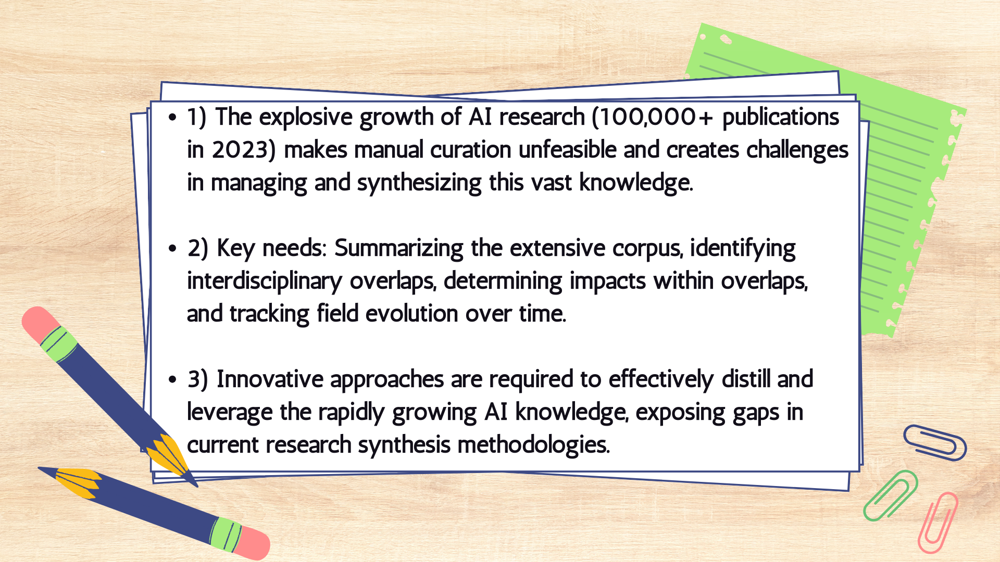 • 1) The explosive growth of AI research (100,000+ publications
in 2023) makes manual curation unfeasible and creates challenges
in managing and synthesizing this vast knowledge.
• 2) Key needs: Summarizing the extensive corpus, identifying
interdisciplinary overlaps, determining impacts within overlaps,
and tracking field evolution over time.
• 3) Innovative approaches are required to effectively distill and
leverage the rapidly growing AI knowledge, exposing gaps in
current research synthesis methodologies.